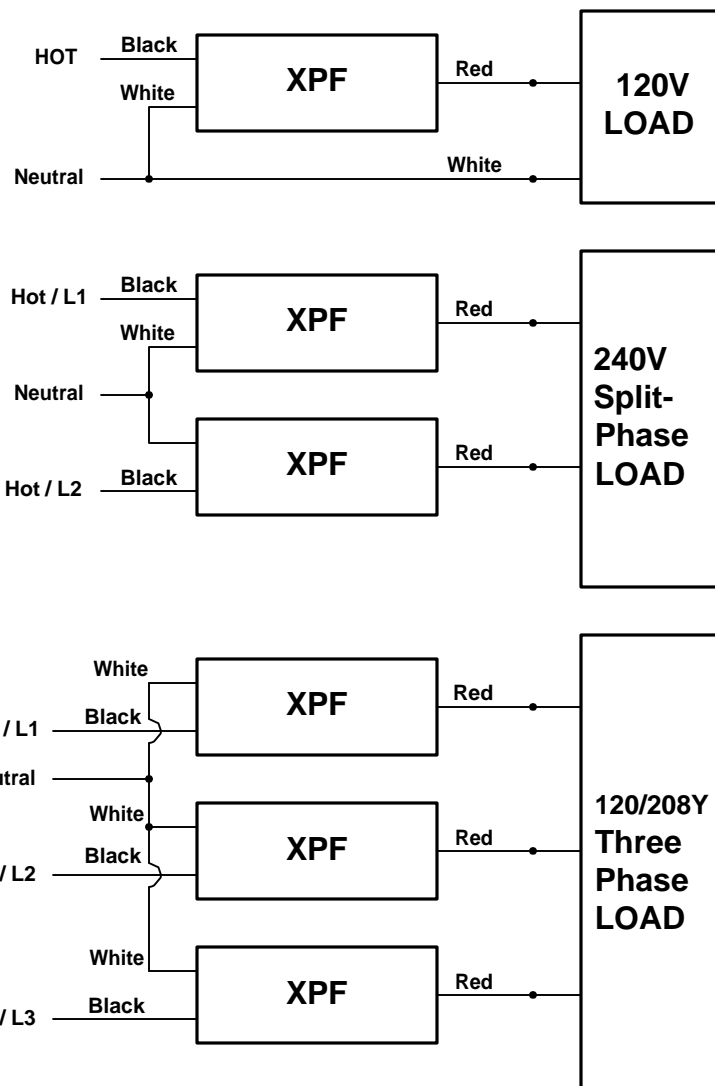 HOT
Black
White
XPF
Red
120V
LOAD
Neutral
White
Hot / L1
Black
White
XPF
Red
Neutral
240V
Split-
Phase
LOAD
XPF
Red
Hot / L2
Black
White
XPF
Red
Black
/ L1
utral
White
XPF
Red
120/208Y
Three
Phase
LOAD
Black
/ L2
White
XPF
Red
Black
/ L3